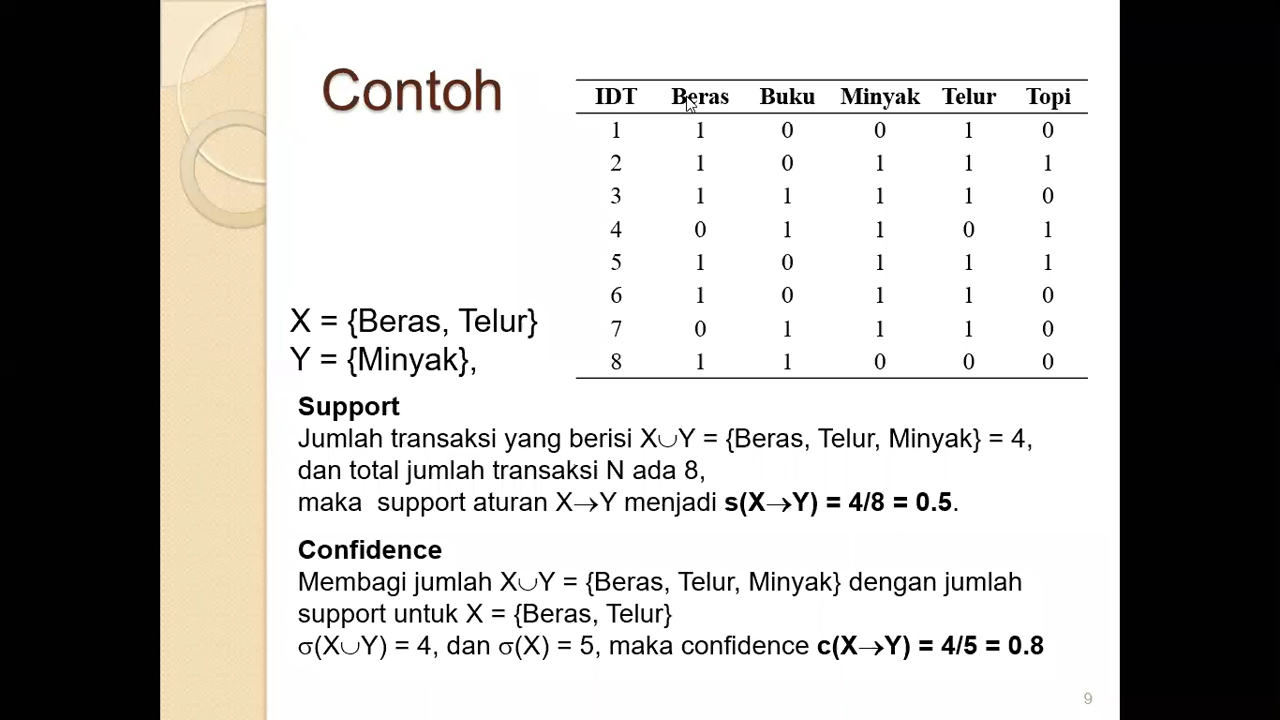 Contoh
IDT Beras Buku Minyak Telur Topi
1 1 0 0 1 0
2 1 0 1 1 1
3 1 1 1 1 0
4 0 1 1 0 1
5 1 0 1 1 1
6 1 0 1 1 0
7 0 1 1 1 0
8 1 1 0 0 0
X = {Beras, Telur}
Y = {Minyak},
Support
Jumlah transaksi yang berisi X∪Y = {Beras, Telur, Minyak} = 4,
dan total jumlah transaksi N ada 8,
maka support aturan X→Y menjadi s(X→Y) = 4/8 = 0.5.
Confidence
Membagi jumlah X∪Y = {Beras, Telur, Minyak} dengan jumlah
support untuk X = {Beras, Telur}
σ(X∪Y) = 4, dan σ(X) = 5, maka confidence c(X→Y) = 4/5 = 0.8
9